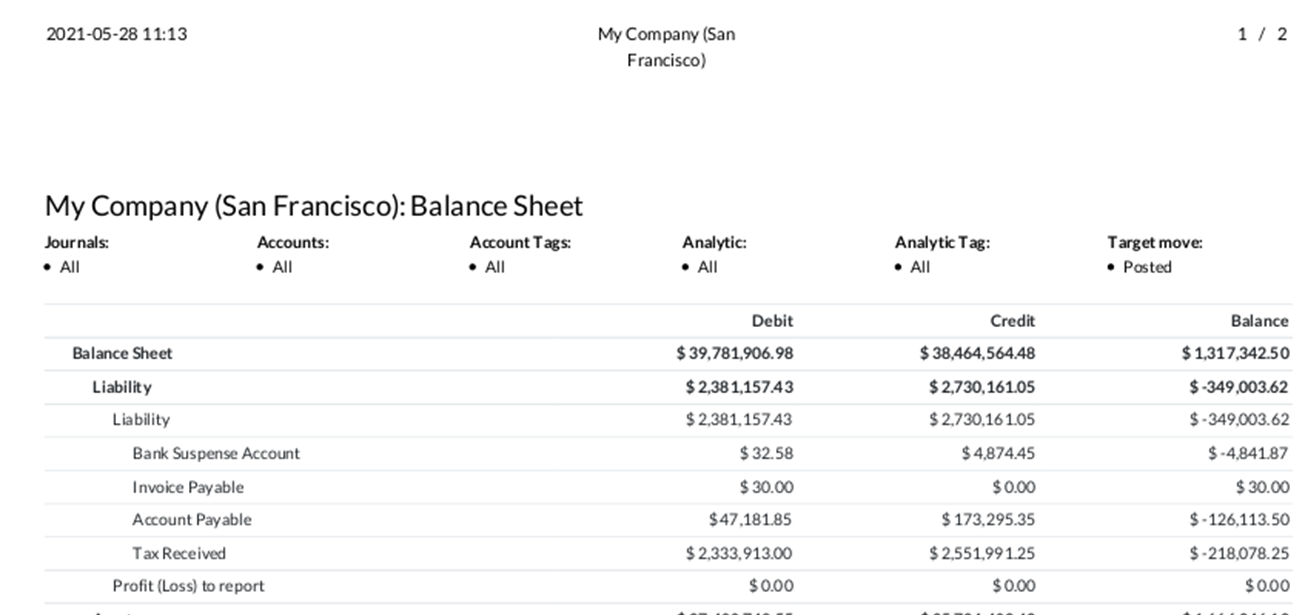 2021-05-28 11:13 My Company (San Francisco) 1 / 2
My Company (San Francisco): Balance Sheet
Journals: Accounts: Account Tags: Analytic: Analytic Tag: Target move:
• All • All • All • All • All • Posted
Debit Credit Balance
Balance Sheet $ 39,781,906.98 $ 38,464,564.48 $ 1,317,342.50
Liability $ 2,381,157.43 $ 2,730,161.05 $ -349,003.62
Liability $ 2,381,157.43 $ 2,730,161.05 $ -349,003.62
Bank Suspense Account $ 32.58 $ 4,874.45 $ -4,841.87
Invoice Payable $ 30.00 $ 0.00 $ 30.00
Account Payable $ 47,181.85 $ 173,295.35 $ -126,113.50
Tax Received $ 2,333,913.00 $ 2,551,991.25 $ -218,078.25
Profit (Loss) to report $ 0.00 $ 0.00 $ 0.00